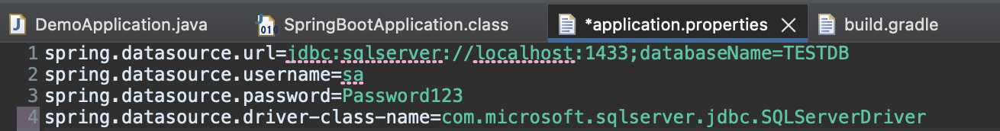 DemoApplication.java SpringBootApplication.class *application.properties build.gradle
1 spring.datasource.url=jdbc:sqlserver://localhost:1433;databaseName=TESTDB
2 spring.datasource.username=sa
3 spring.datasource.password=Password123
4 spring.datasource.driver-class-name=com.microsoft.sqlserver.jdbc.SQLServerDriver